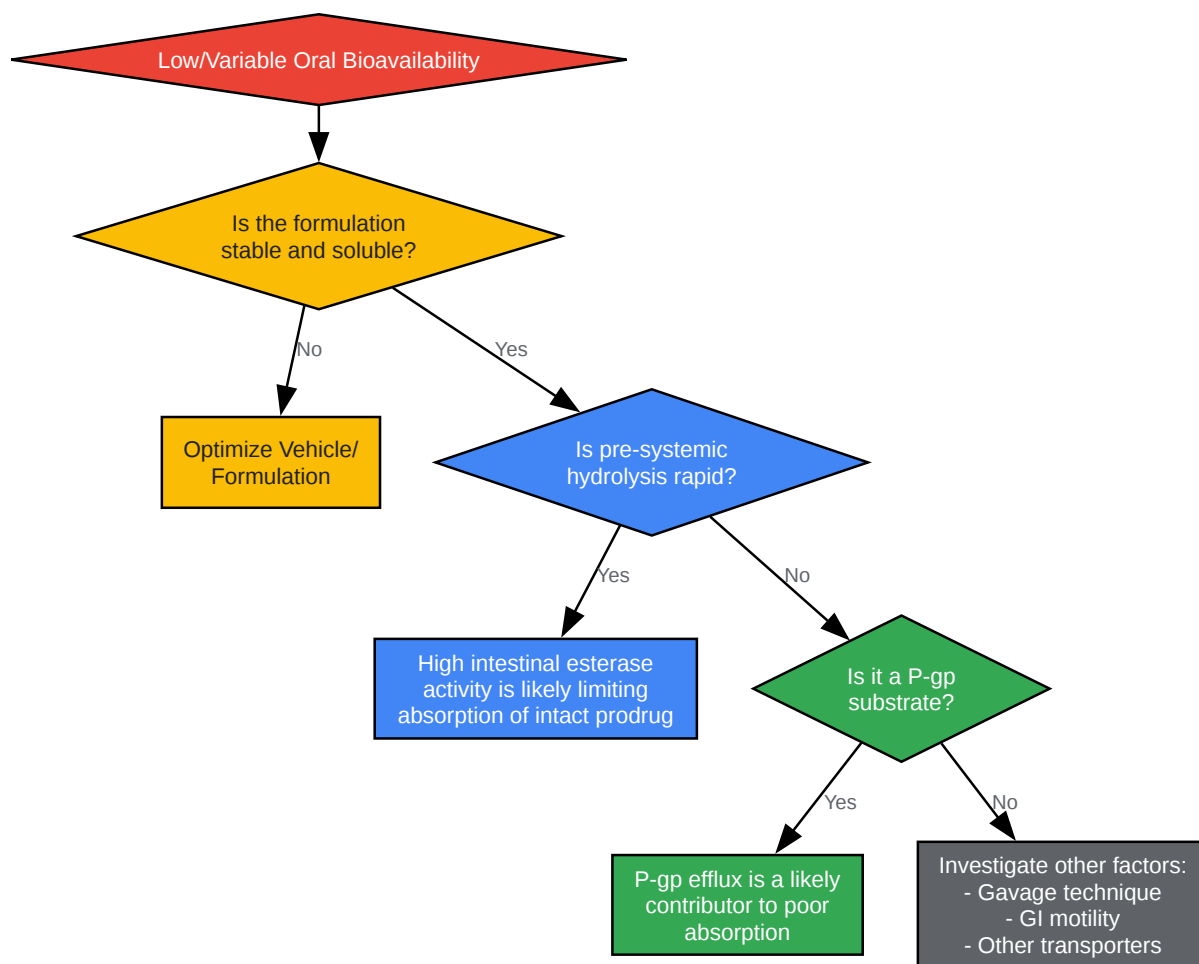 Low/Variable Oral Bioavailability
Is the formulation
stable and soluble?
No
Yes
Optimize Vehicle/
Formulation
Is pre-systemic
hydrolysis rapid?
Yes
No
High intestinal esterase
activity is likely limiting
absorption of intact prodrug
Is it a P-gp
substrate?
Yes
No
P-gp efflux is a likely
contributor to poor
absorption
Investigate other factors:
- Gavage technique
- GI motility
- Other transporters